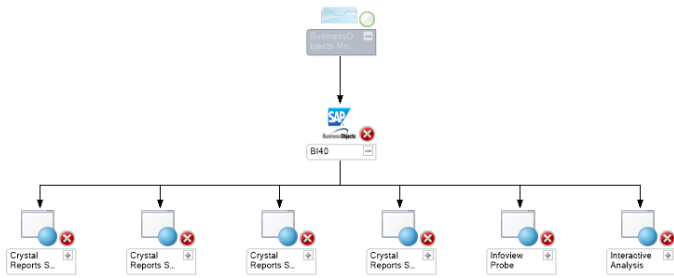 BusinessO
bjects Mo...
SAP
BusinessObjects
BI40
Crystal
Reports S...
Crystal
Reports S...
Crystal
Reports S...
Crystal
Reports S...
Infoview
Probe
Interactive
Analysis